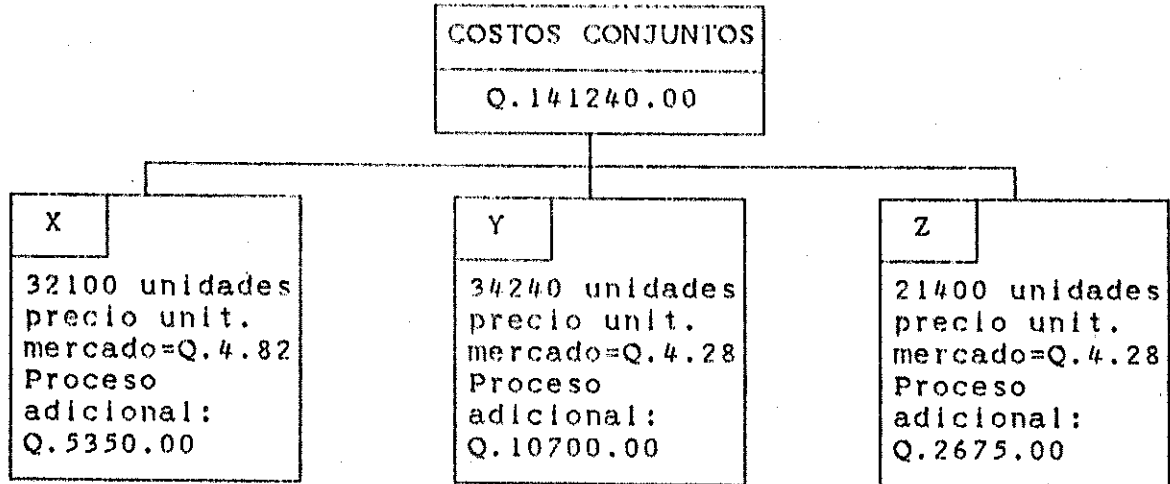 COSTOS CONJUNTOS
Q.141240.00
X
32100 unidades
precio unit.
mercado=Q.4.82
Proceso
adicional:
Q.5350.00
Y
34240 unidades
precio unit.
mercado=Q.4.28
Proceso
adicional:
Q.10700.00
Z
21400 unidades
precio unit.
mercado=Q.4.28
Proceso
adicional:
Q.2675.00